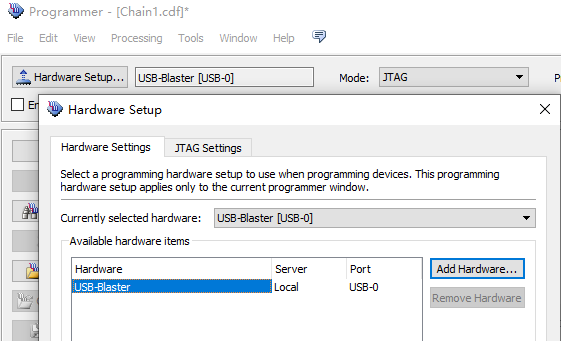 Programmer - [Chain1.cdf]*
File Edit View Processing Tools Window Help
Hardware Setup... USB-Blaster [USB-0] Mode: JTAG
Hardware Setup
Hardware Settings JTAG Settings
Select a programming hardware setup to use when programming devices. This programming
hardware setup applies only to the current programmer window.
Currently selected hardware: USB-Blaster [USB-0]
Available hardware items
Hardware Server Port
USB-Blaster Local USB-0
Add Hardware...
Remove Hardware